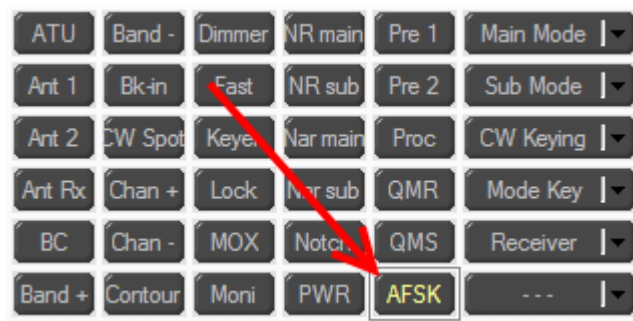 ATU Band - Dimmer NR main Pre 1 Main Mode
Ant 1 Bk-in Fast NR sub Pre 2 Sub Mode
Ant 2 CW Spot Keyer Nar main Proc CW Keying
Ant Rx Chan + Lock Nar sub QMR Mode Key
BC Chan - MOX Notch QMS Receiver
Band + Contour Moni PWR AFSK ---